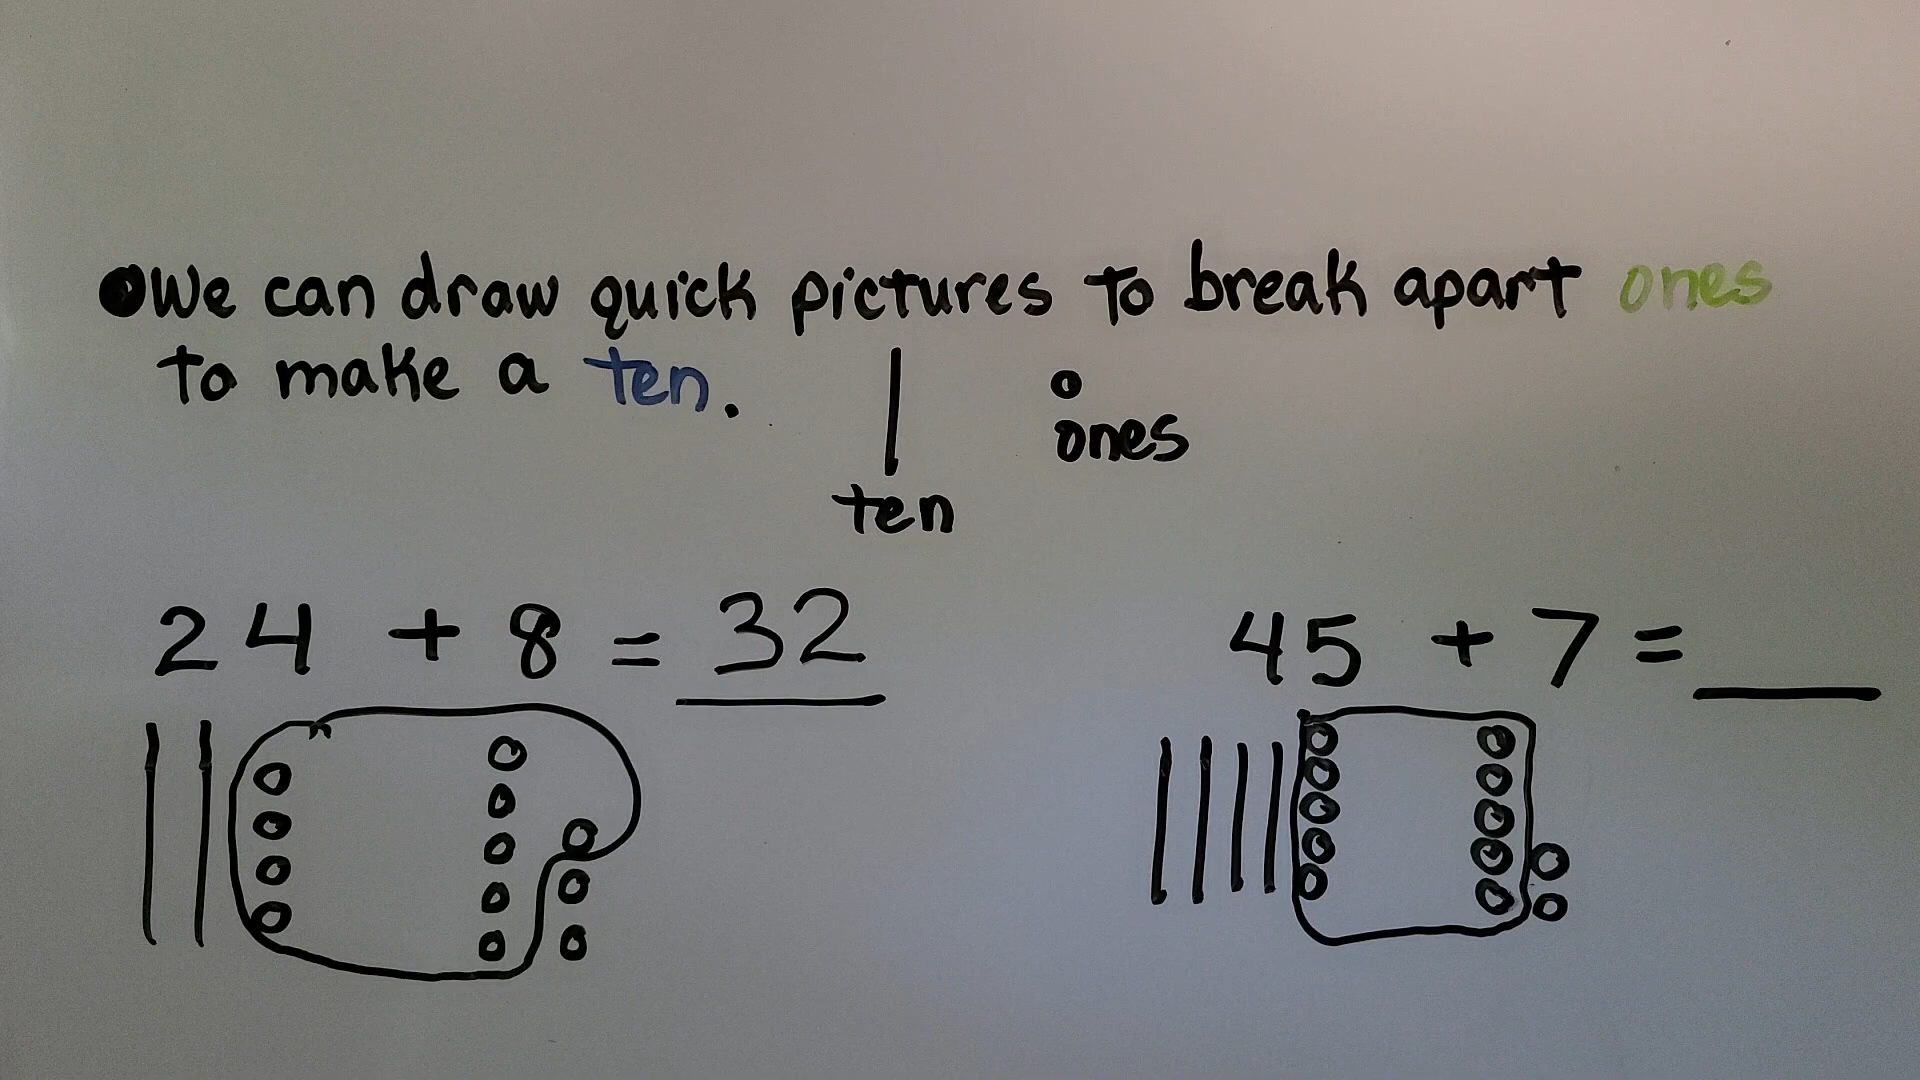 We can draw quick pictures to break apart ones
to make a ten.
ones
ten
24 + 8 = 32
45 + 7 = __